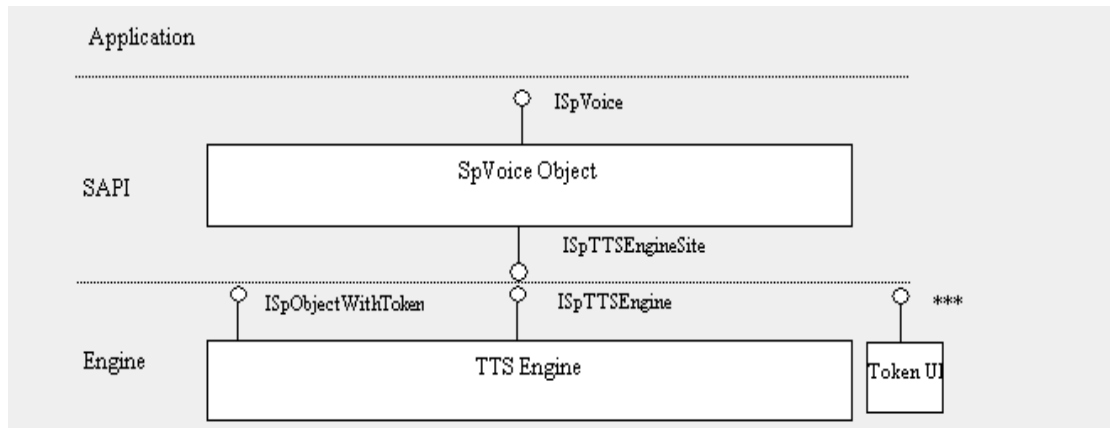 Application
ISpVoice
SpVoice Object
SAPI
ISpTTSEngineSite
ISpObjectWithToken
ISpTTSEngine
***
Engine
TTS Engine
Token UI